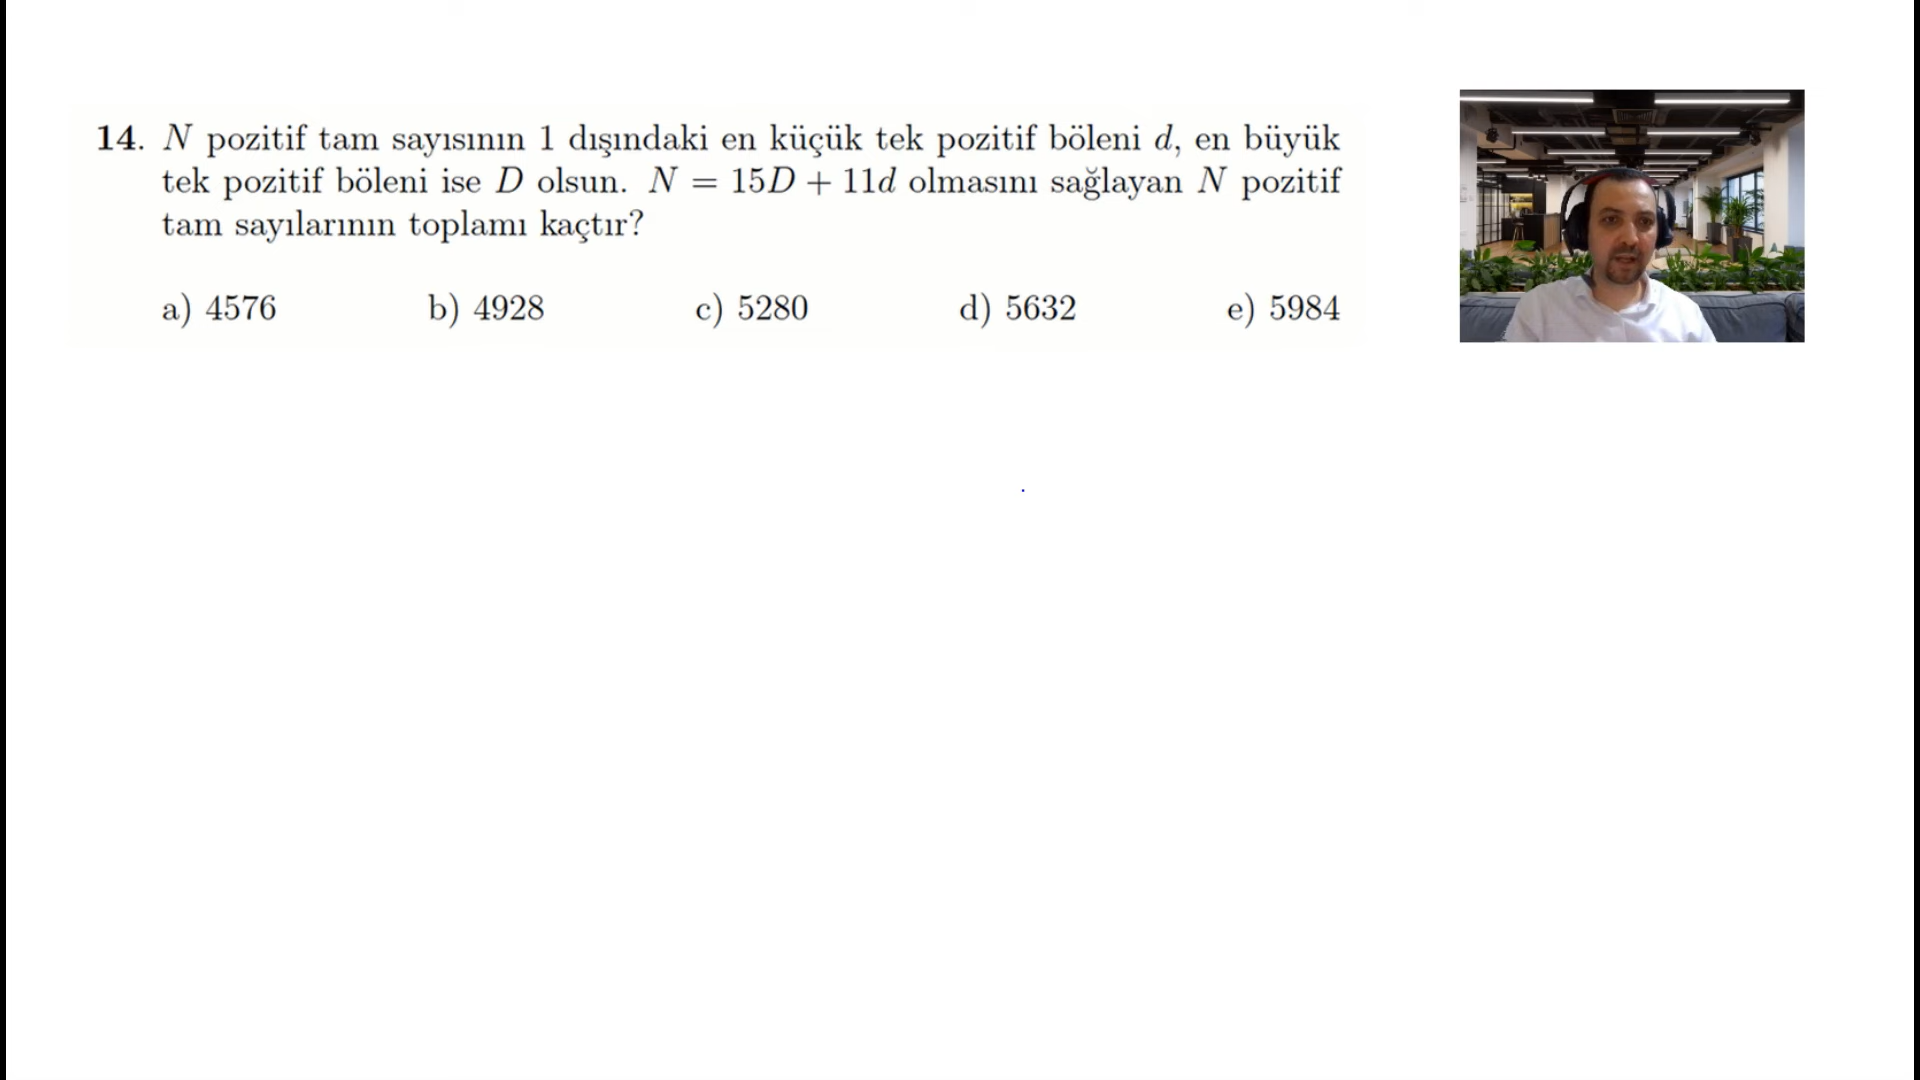 14. N pozitif tam sayısının 1 dışındaki en küçük tek pozitif böleni d, en büyük
tek pozitif böleni ise D olsun. N = 15D + 11d olmasını sağlayan N pozitif
tam sayılarının toplamı kaçtır?
a) 4576 b) 4928 c) 5280 d) 5632 e) 5984